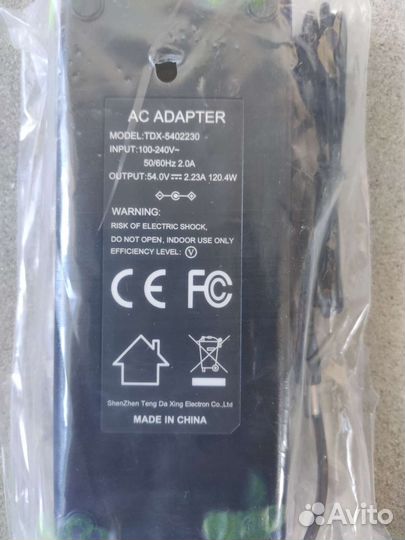 AC ADAPTER
MODEL:TDX-5402230
INPUT:100-240V~
50/60Hz 2.0A
OUTPUT:54.0V⎓2.23A 120.4W
WARNING:
RISK OF ELECTRIC SHOCK,
DO NOT OPEN, INDOOR USE ONLY
EFFICIENCY LEVEL: Ⓥ
CE FC
ShenZhen Teng Da Xing Electron Co.,Ltd
MADE IN CHINA
Avito